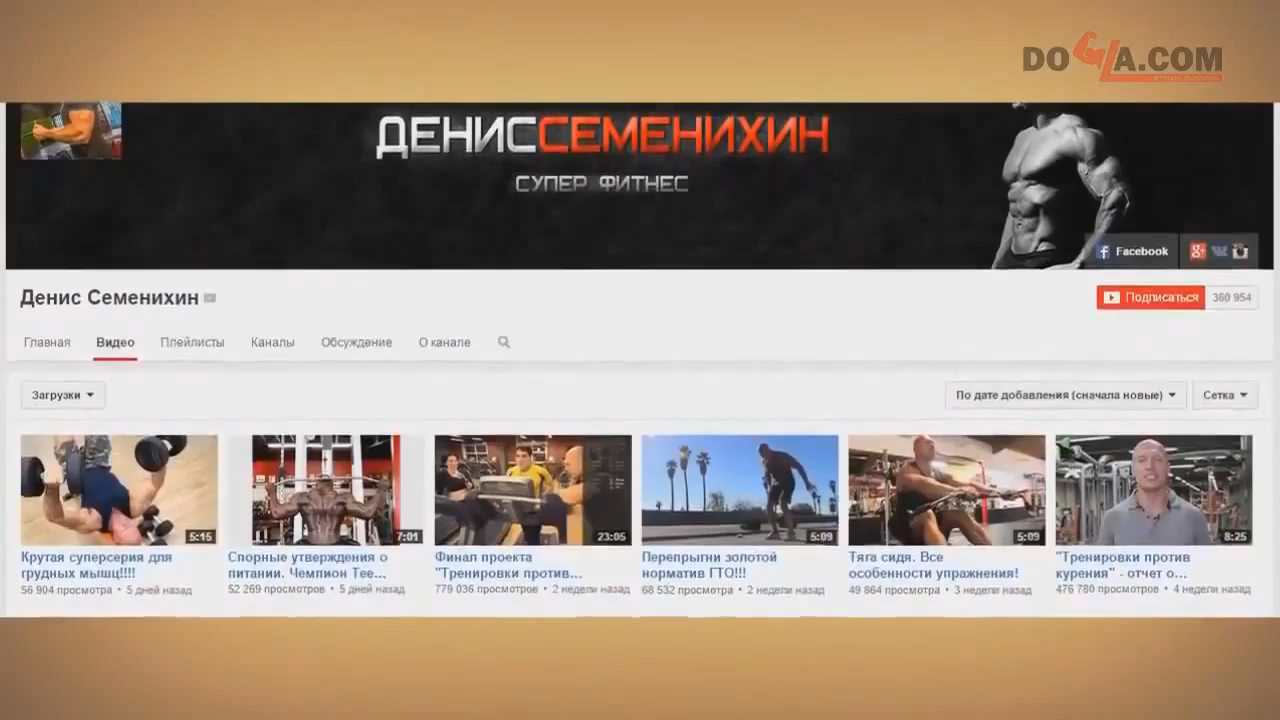 DO4A.COM
ДЕНИССЕМЕНИХИН
СУПЕР ФИТНЕС
Facebook
Денис Семенихин
Подписаться 360 954
Главная Видео Плейлисты Каналы Обсуждение О канале
Загрузки
По дате добавления (сначала новые) Сетка
5:15 7:01 23:05 5:09 5:09 8:25
Крутая суперсерия для
грудных мышц!!!!
56 904 просмотра • 5 дней назад
Спорные утверждения о
питании. Чемпион Тее...
52 269 просмотров • 5 дней назад
Финал проекта
"Тренировки против...
779 036 просмотров • 2 недели назад
Перепрыгни золотой
норматив ГТО!!!
68 532 просмотра • 2 недели назад
Тяга сидя. Все
особенности упражнения!
49 864 просмотра • 3 недели назад
"Тренировки против
курения" - отчет о...
476 780 просмотров • 4 недели назад